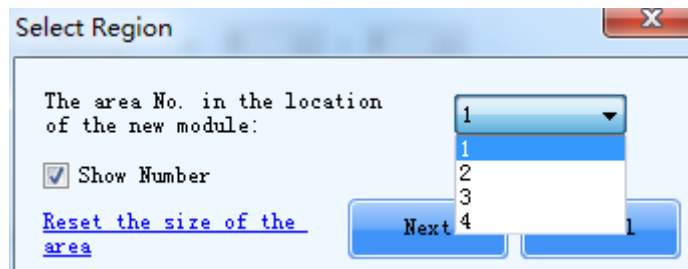 Select Region
The area No. in the location
of the new module:
1
1
2
3
4
Show Number
Reset the size of the
area
Next